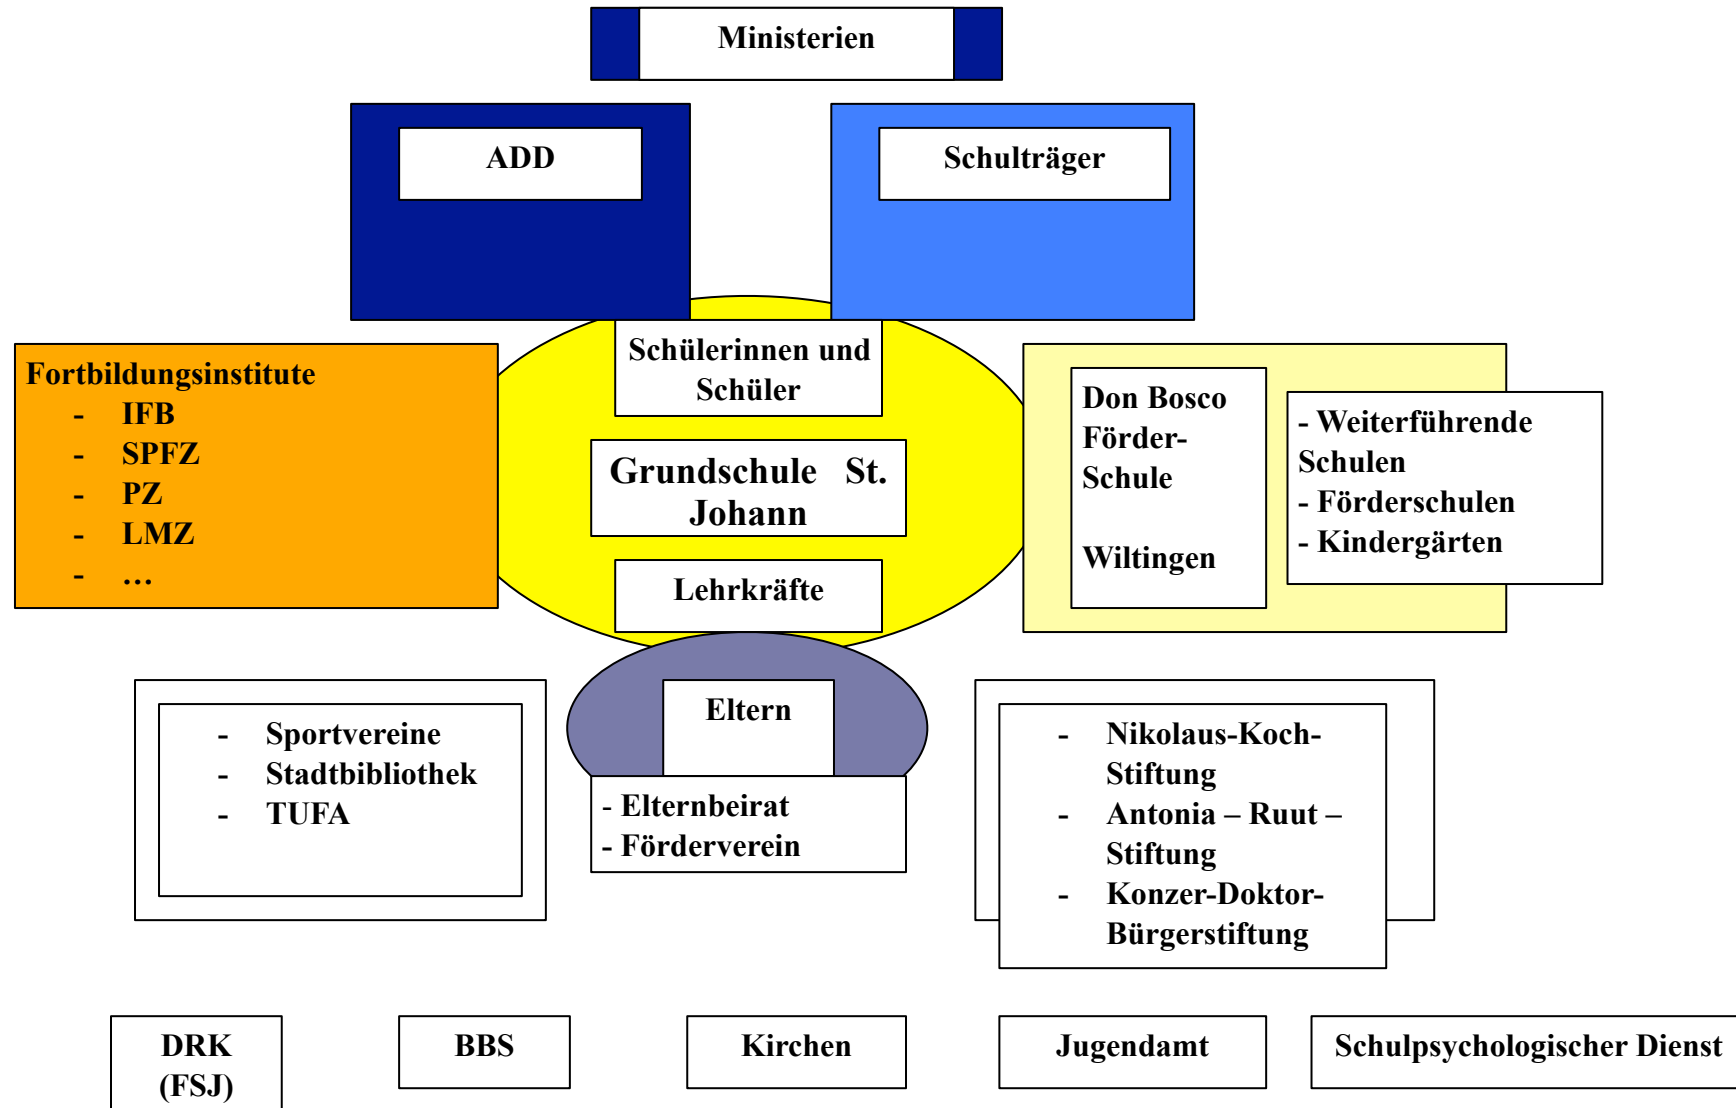 Ministerien
ADD
Schulträger
Schülerinnen und
Schüler
Grundschule St.
Johann
Lehrkräfte
Fortbildungsinstitute
- IFB
- SPFZ
- PZ
- LMZ
- …
Don Bosco
Förder-
Schule
Wiltingen
- Weiterführende
Schulen
- Förderschulen
- Kindergärten
- Sportvereine
- Stadtbibliothek
- TUFA
Eltern
- Elternbeirat
- Förderverein
- Nikolaus-Koch-
Stiftung
- Antonia – Ruut –
Stiftung
- Konzer-Doktor-
Bürgerstiftung
DRK
(FSJ)
BBS
Kirchen
Jugendamt
Schulpsychologischer Dienst